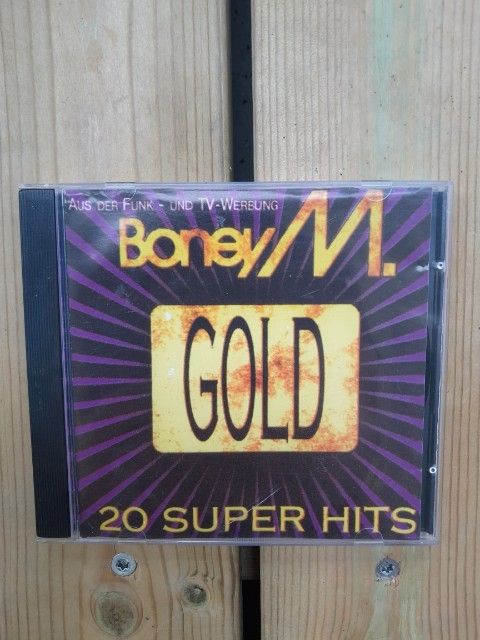 AUS DER FUNK - UND TV-WERBUNG
Boney M.
GOLD
20 SUPER HITS